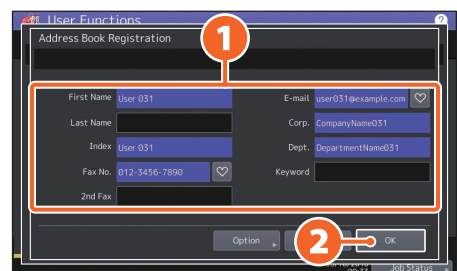 User Functions
?
Address Book Registration
1
First Name User 031
E-mail user031@example.com
Last Name
Corp. CompanyName031
Index User 031
Dept. DepartmentName031
Fax No. 012-3456-7890
Keyword
2nd Fax
Option
2
OK
Job Status